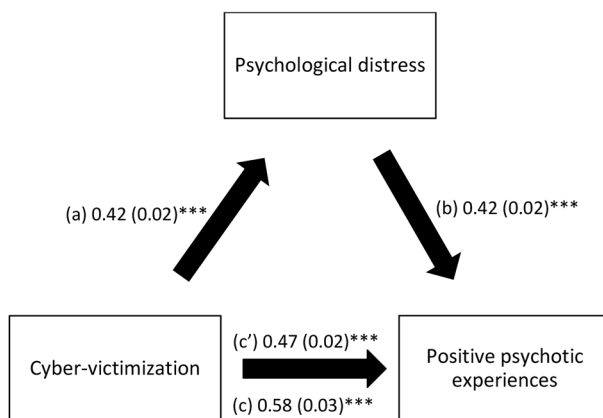 Psychological distress
(a) 0.42 (0.02)***
(b) 0.42 (0.02)***
Cyber-victimization
(c’) 0.47 (0.02)***
(c) 0.58 (0.03)***
Positive psychotic
experiences